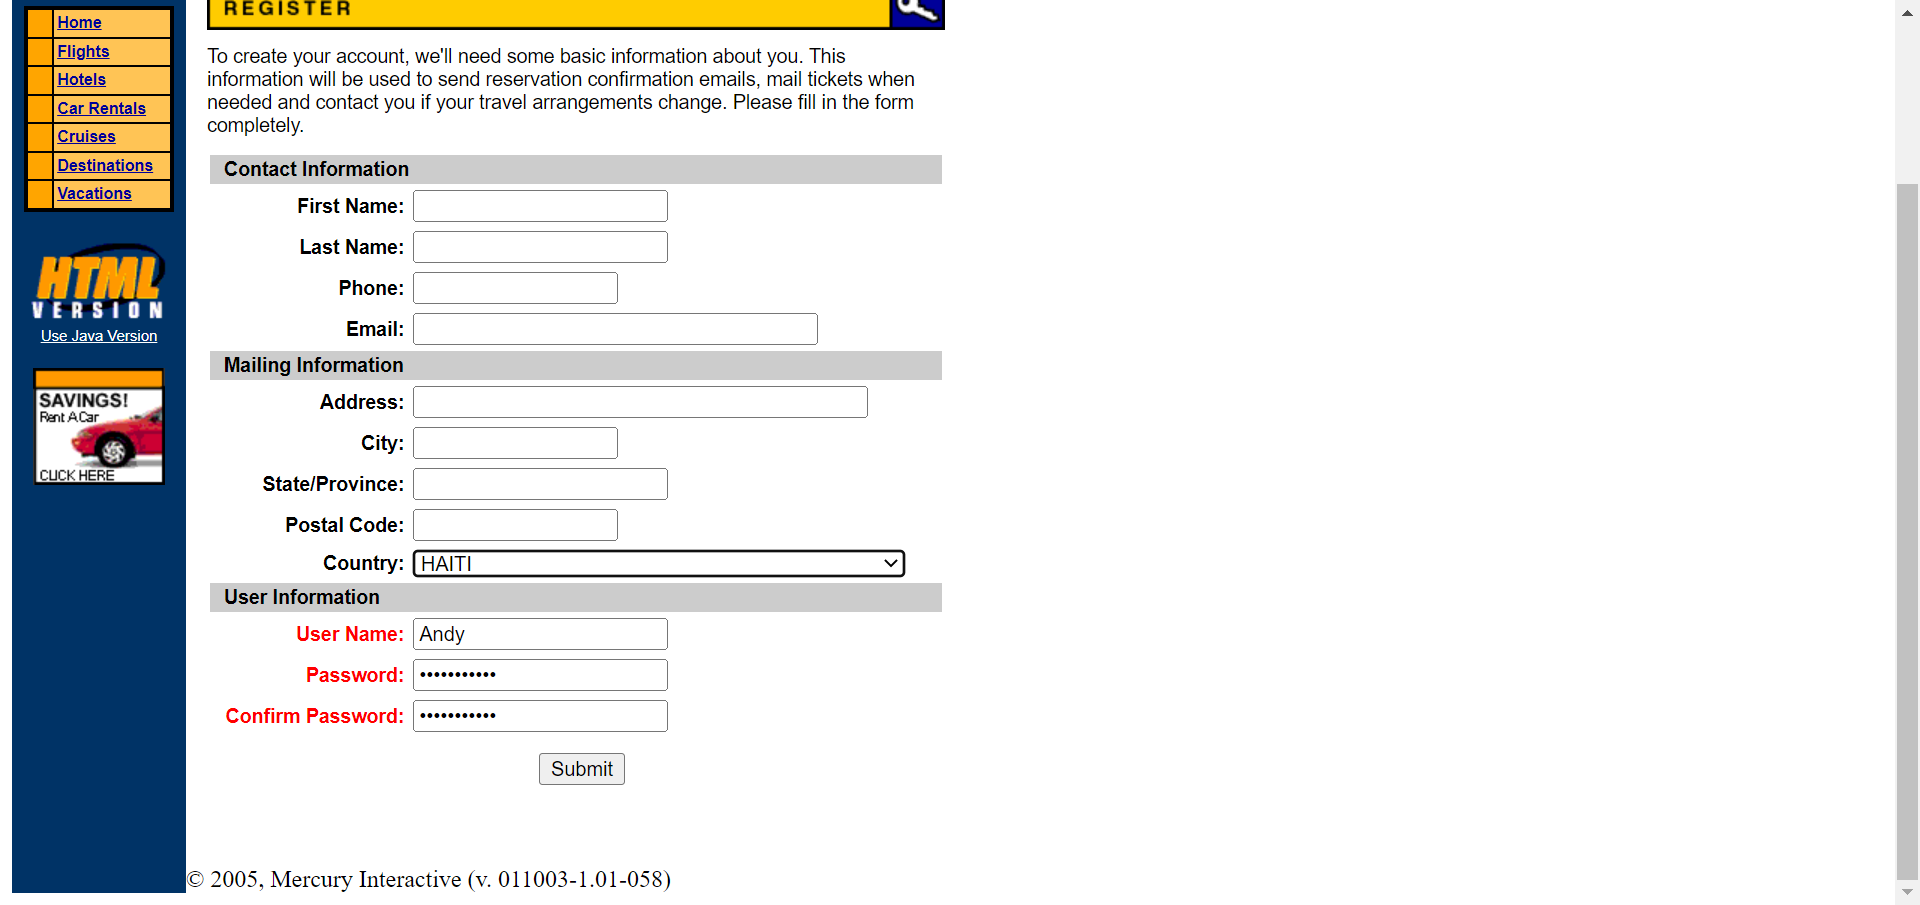 REGISTER
Home
Flights
Hotels
Car Rentals
Cruises
Destinations
Vacations
HTML
VERSION
Use Java Version
SAVINGS!
Rent A Car
CLICK HERE
To create your account, we'll need some basic information about you. This
information will be used to send reservation confirmation emails, mail tickets when
needed and contact you if your travel arrangements change. Please fill in the form
completely.
Contact Information
First Name:
Last Name:
Phone:
Email:
Mailing Information
Address:
City:
State/Province:
Postal Code:
Country: HAITI
User Information
User Name: Andy
Password: •••••••••••
Confirm Password: •••••••••••
Submit
© 2005, Mercury Interactive (v. 011003-1.01-058)